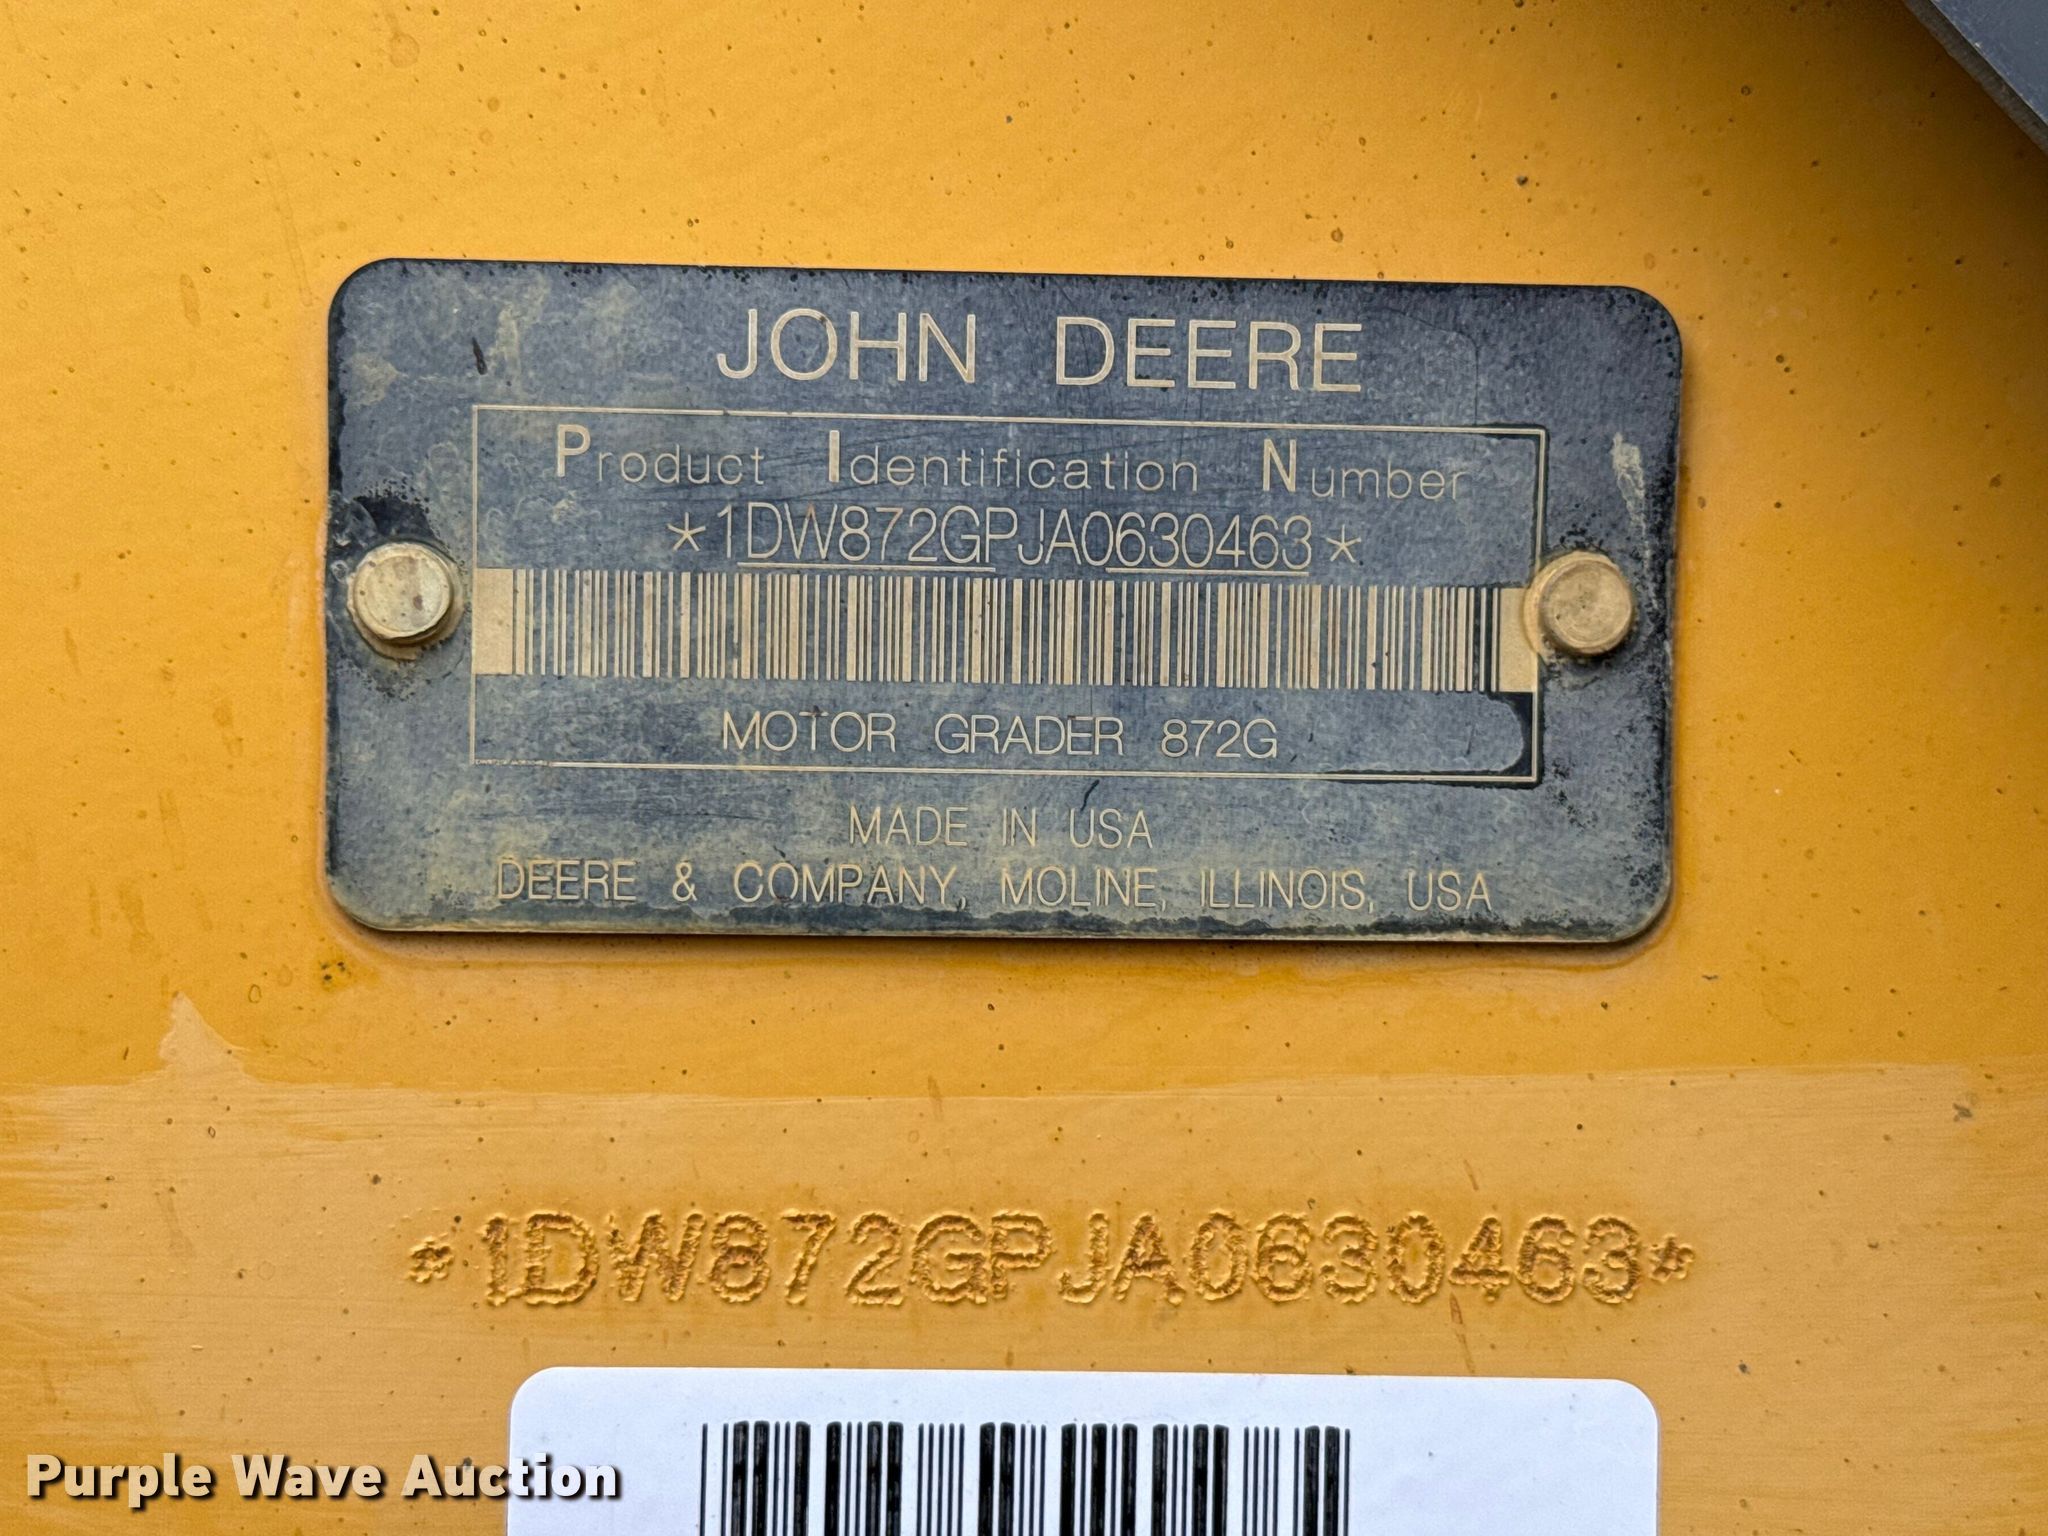 JOHN DEERE
Product Identification Number
*1DW872GPJA0630463*
MOTOR GRADER 872G
MADE IN USA
DEERE & COMPANY, MOLINE, ILLINOIS, USA
*1DW872GPJA0630463*
Purple Wave Auction